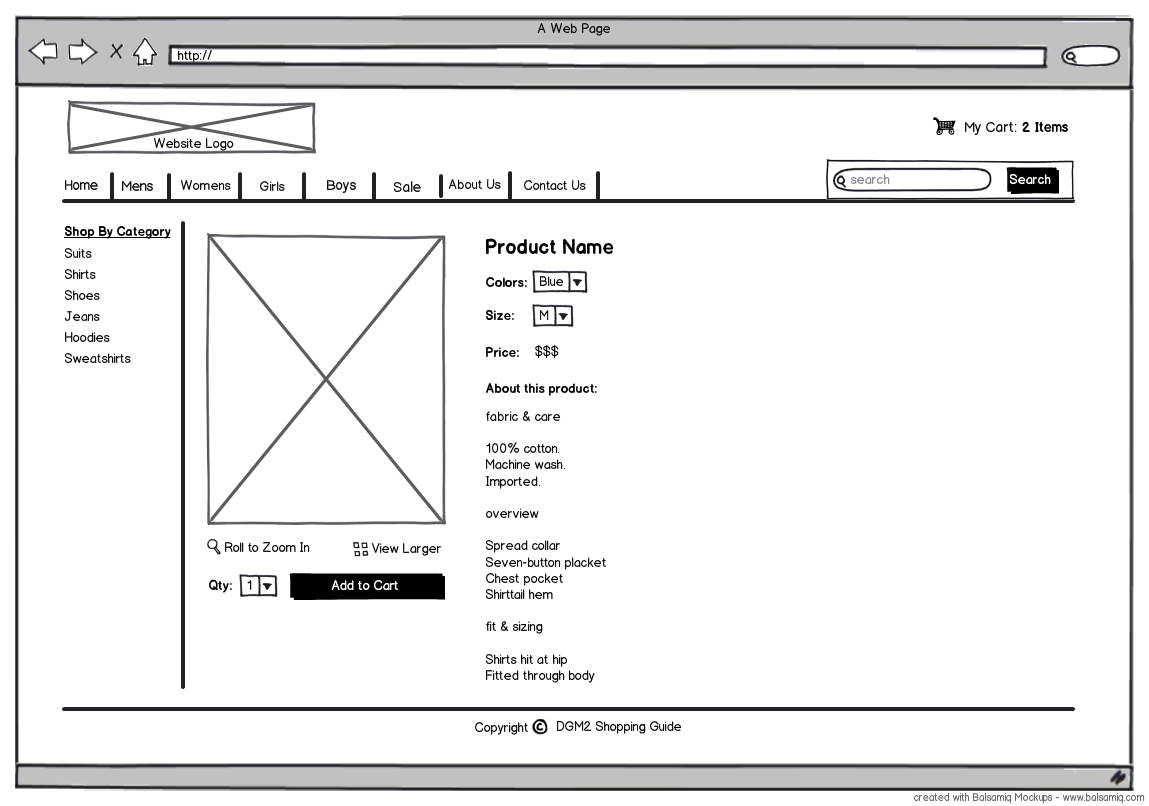 A Web Page
http://
Website Logo
My Cart: 2 Items
Home Mens Womens Girls Boys Sale About Us Contact Us
search Search
Shop By Category
Suits
Shirts
Shoes
Jeans
Hoodies
Sweatshirts
Roll to Zoom In View Larger
Qty: 1 Add to Cart
Product Name
Colors: Blue
Size: M
Price: $$$
About this product:
fabric & care
100% cotton.
Machine wash.
Imported.
overview
Spread collar
Seven-button placket
Chest pocket
Shirttail hem
fit & sizing
Shirts hit at hip
Fitted through body
Copyright © DGM2 Shopping Guide
created with Balsamiq Mockups - www.balsamiq.com